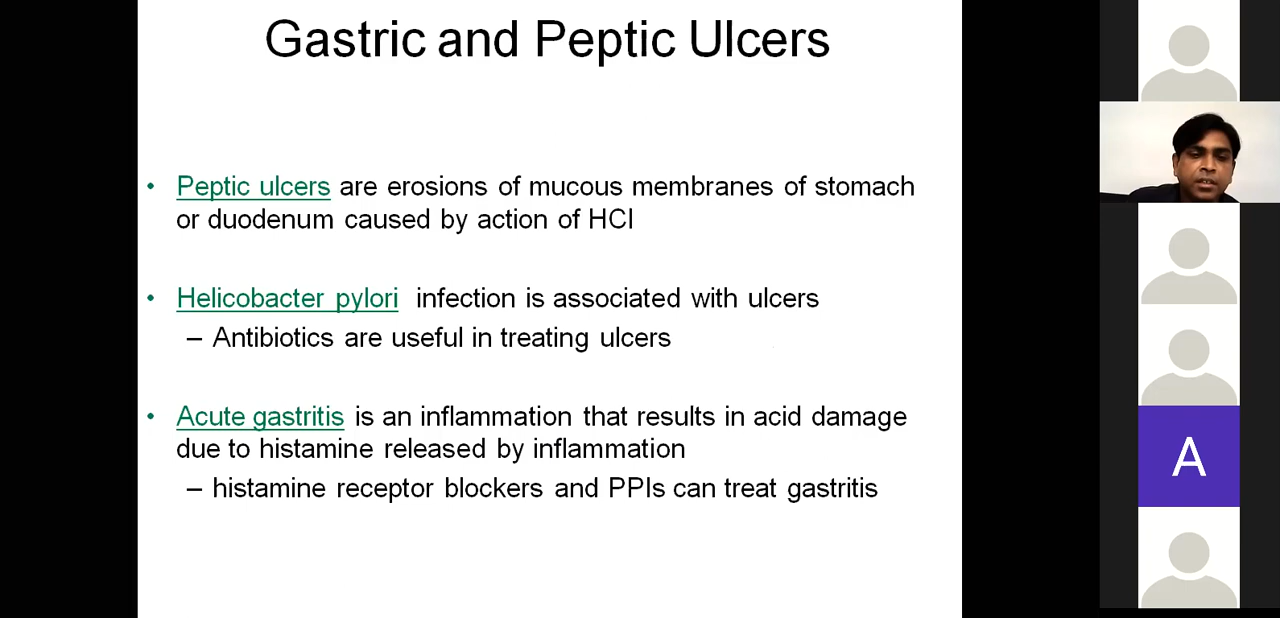 Gastric and Peptic Ulcers
• Peptic ulcers are erosions of mucous membranes of stomach
or duodenum caused by action of HCl
• Helicobacter pylori infection is associated with ulcers
– Antibiotics are useful in treating ulcers
• Acute gastritis is an inflammation that results in acid damage
due to histamine released by inflammation
– histamine receptor blockers and PPIs can treat gastritis
A